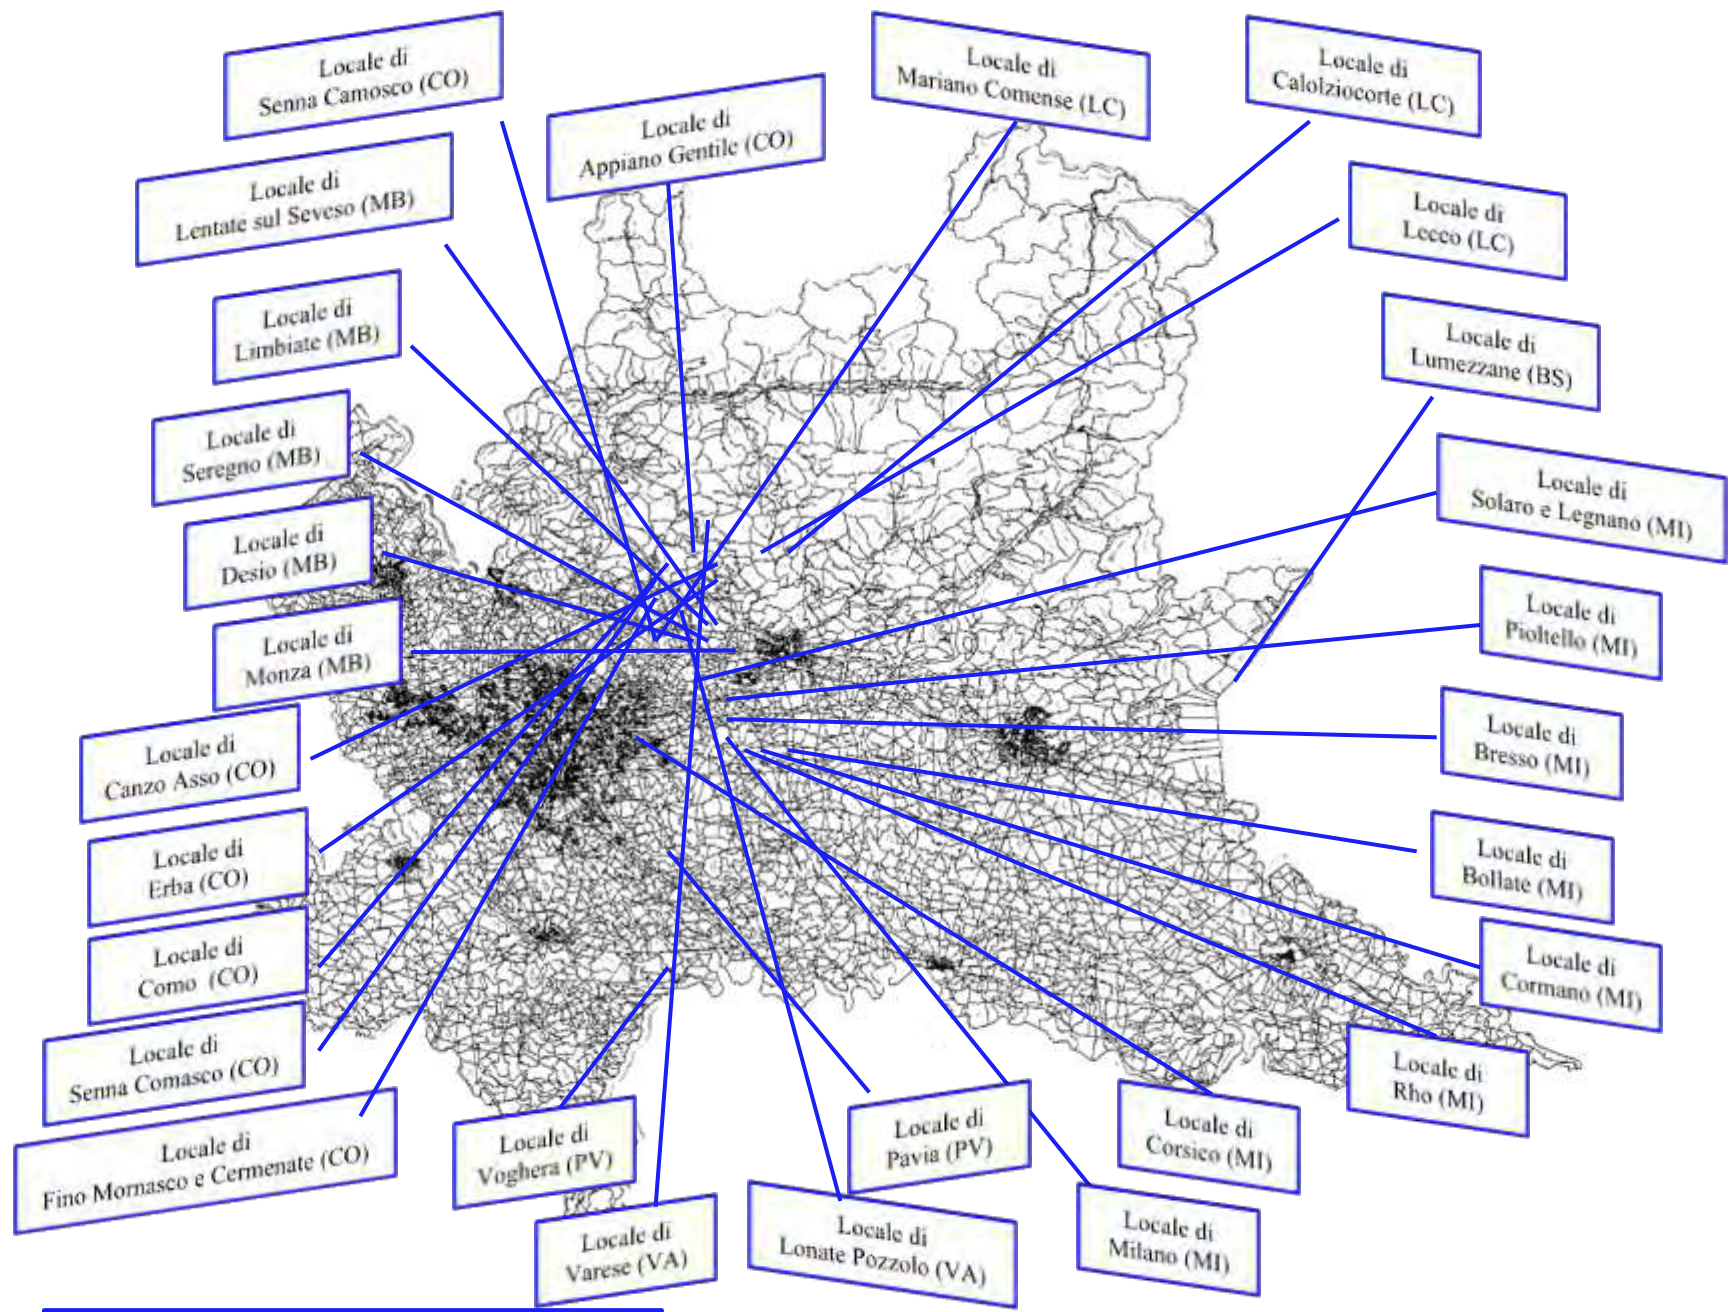 Locale di
Senna Camosco (CO)
Locale di
Appiano Gentile (CO)
Locale di
Mariano Comense (LC)
Locale di
Calolziocorte (LC)
Locale di
Lentate sul Seveso (MB)
Locale di
Lecco (LC)
Locale di
Limbiate (MB)
Locale di
Lumezzane (BS)
Locale di
Seregno (MB)
Locale di
Solaro e Legnano (MI)
Locale di
Desio (MB)
Locale di
Pioltello (MI)
Locale di
Monza (MB)
Locale di
Bresso (MI)
Locale di
Canzo Asso (CO)
Locale di
Bollate (MI)
Locale di
Erba (CO)
Locale di
Cormano (MI)
Locale di
Como (CO)
Locale di
Rho (MI)
Locale di
Senna Comasco (CO)
Locale di
Fino Mornasco e Cermenate (CO)
Locale di
Voghera (PV)
Locale di
Pavia (PV)
Locale di
Corsico (MI)
Locale di
Varese (VA)
Locale di
Lonate Pozzolo (VA)
Locale di
Milano (MI)